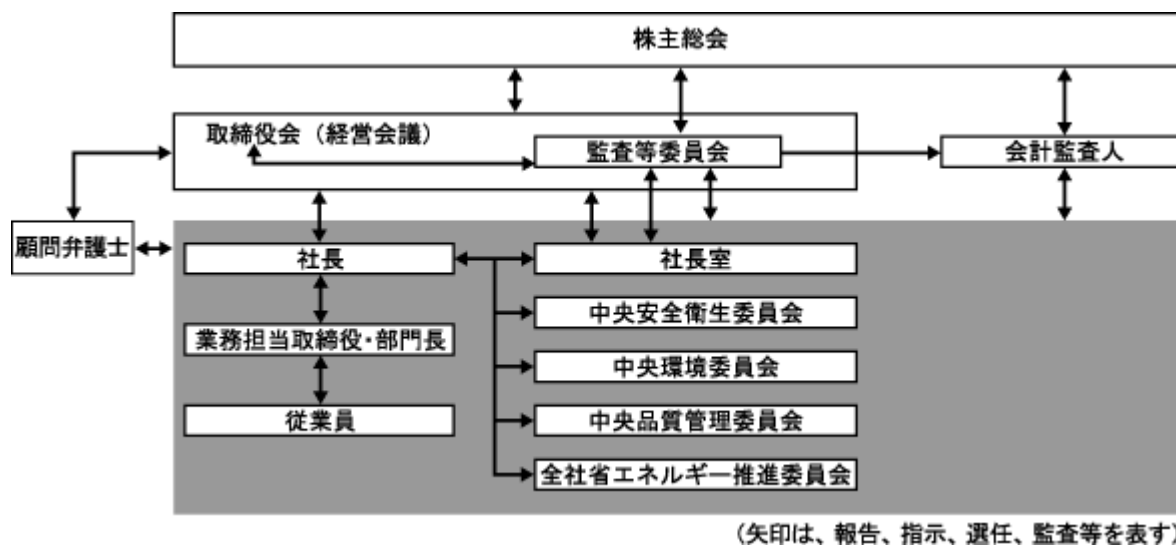 株主総会
取締役会（経営会議）
監査等委員会
会計監査人
顧問弁護士
社長
社長室
中央安全衛生委員会
業務担当取締役・部門長
中央環境委員会
従業員
中央品質管理委員会
全社省エネルギー推進委員会
（矢印は、報告、指示、選任、監査等を表す）